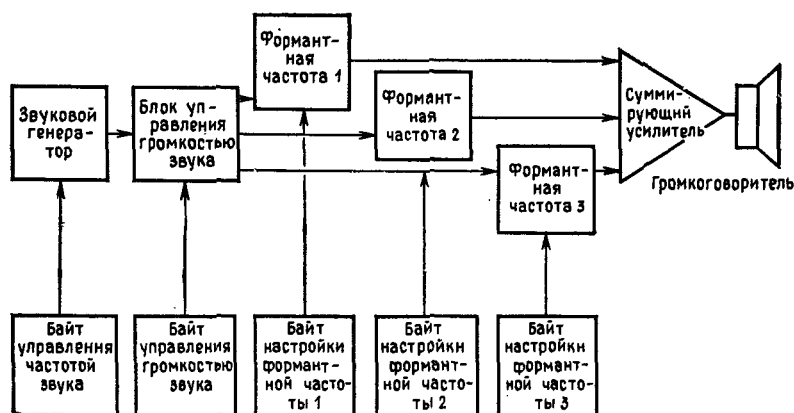 Формант-
ная
частота 1
Звуковой
генера-
тор
Блок уп-
равления
громкостью
звука
Формант-
ная
частота 2
Формант-
ная
частота 3
Сумми-
рующий
усилитель
Громкоговоритель
Байт
улравления
частотой
звука
Байт
управления
громкостью
звука
Байт
настройки
формант-
ной часто-
ты 1
Байт
настройки
формант-
ной часто-
ты 2
Байт
настройки
формант-
ной часто-
ты 3